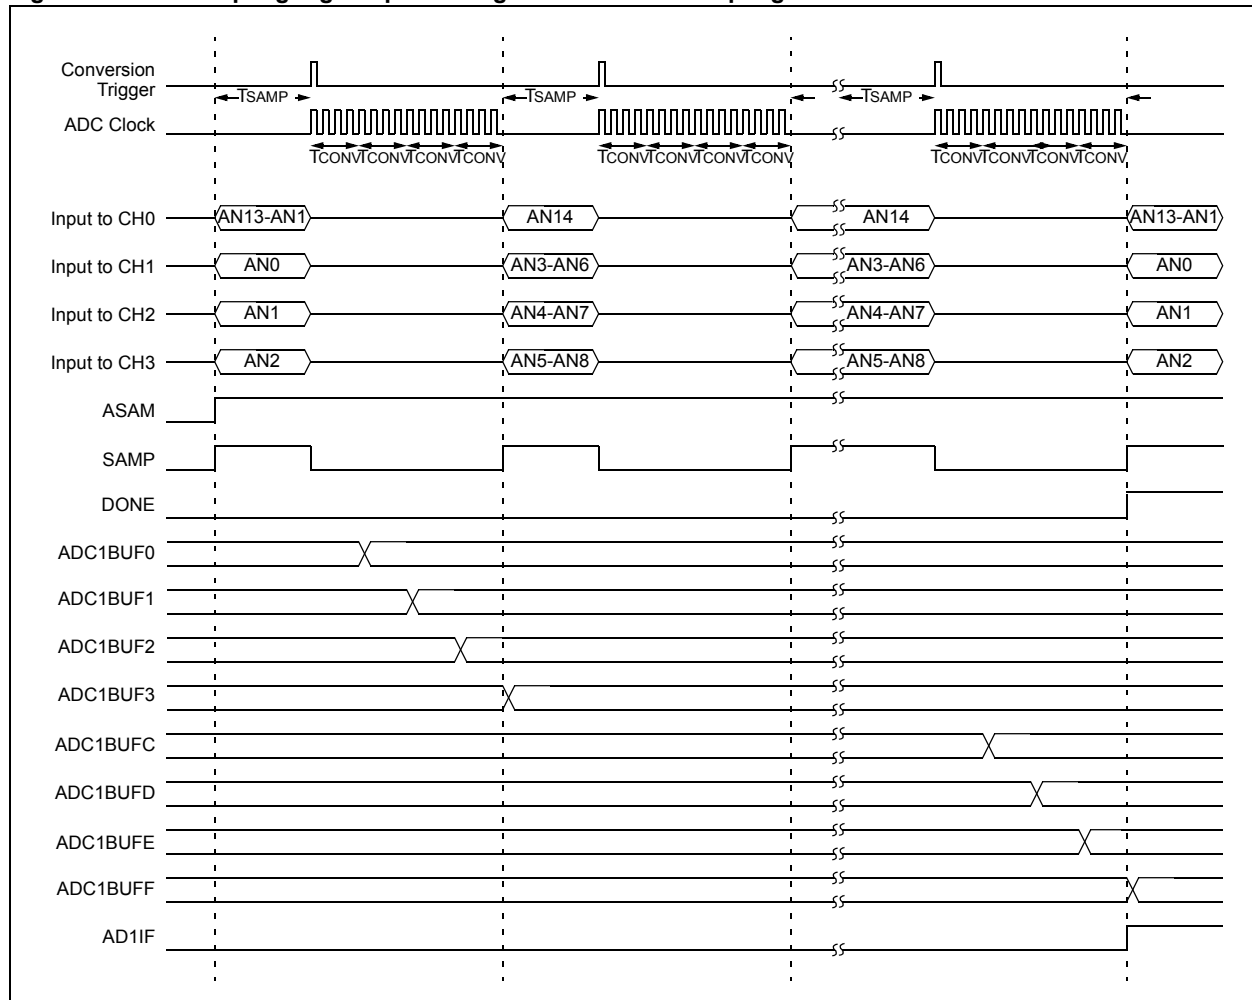 Conversion
Trigger
TSAMP TSAMP TSAMP
ADC Clock
TCONV TCONV TCONV TCONV TCONV TCONV TCONV TCONV TCONV TCONV TCONV TCONV
Input to CH0 AN13-AN1 AN14 AN14 AN13-AN1
Input to CH1 AN0 AN3-AN6 AN3-AN6 AN0
Input to CH2 AN1 AN4-AN7 AN4-AN7 AN1
Input to CH3 AN2 AN5-AN8 AN5-AN8 AN2
ASAM
SAMP
DONE
ADC1BUF0
ADC1BUF1
ADC1BUF2
ADC1BUF3
ADC1BUFC
ADC1BUFD
ADC1BUFE
ADC1BUFF
AD1IF